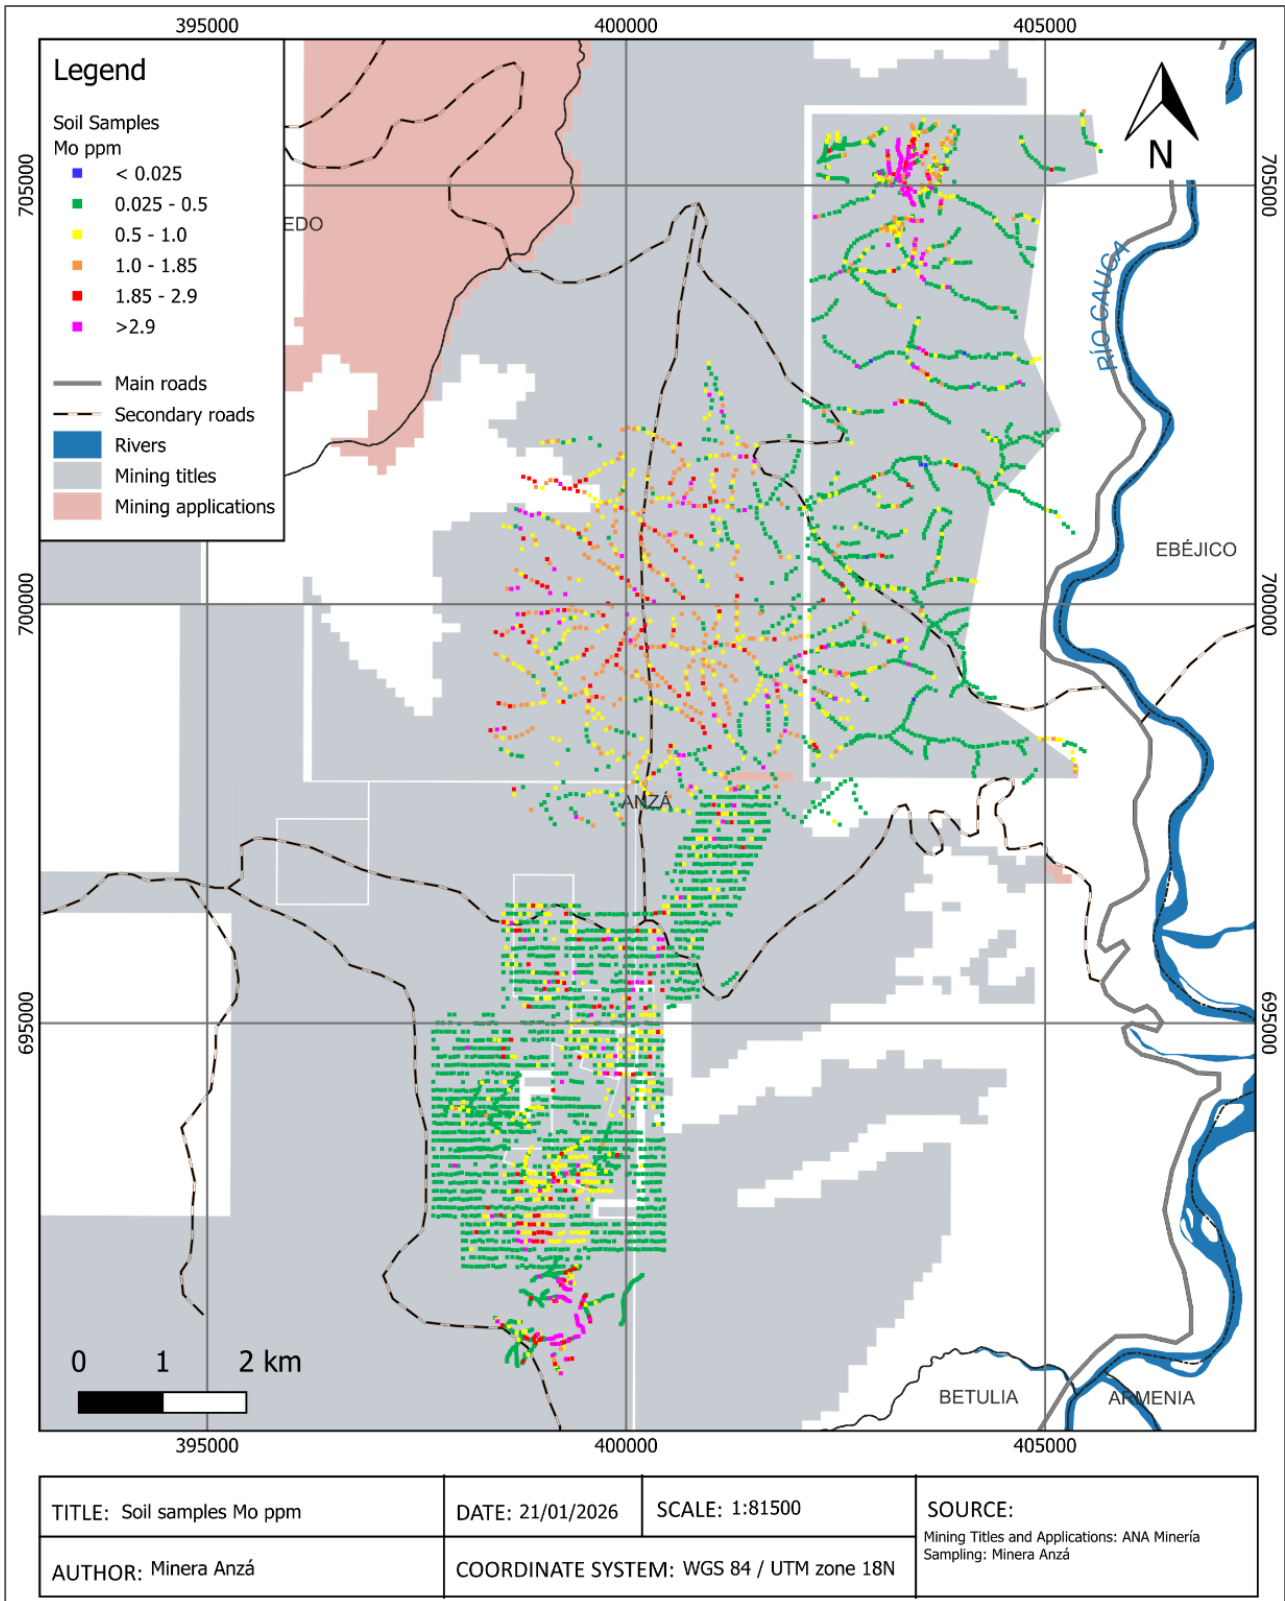 395000 400000 405000
Legend
Soil Samples
Mo ppm
< 0.025
0.025 - 0.5
0.5 - 1.0
1.0 - 1.85
1.85 - 2.9
>2.9
Main roads
Secondary roads
Rivers
Mining titles
Mining applications
N
705000 705000
EDO
RÍO CAUCA
EBÉJICO
700000 700000
ANZÁ
695000 695000
0 1 2 km
BETULIA ARMENIA
395000 400000 405000
TITLE: Soil samples Mo ppm
DATE: 21/01/2026
SCALE: 1:81500
SOURCE:
Mining Titles and Applications: ANA Minería
Sampling: Minera Anzá
AUTHOR: Minera Anzá
COORDINATE SYSTEM: WGS 84 / UTM zone 18N